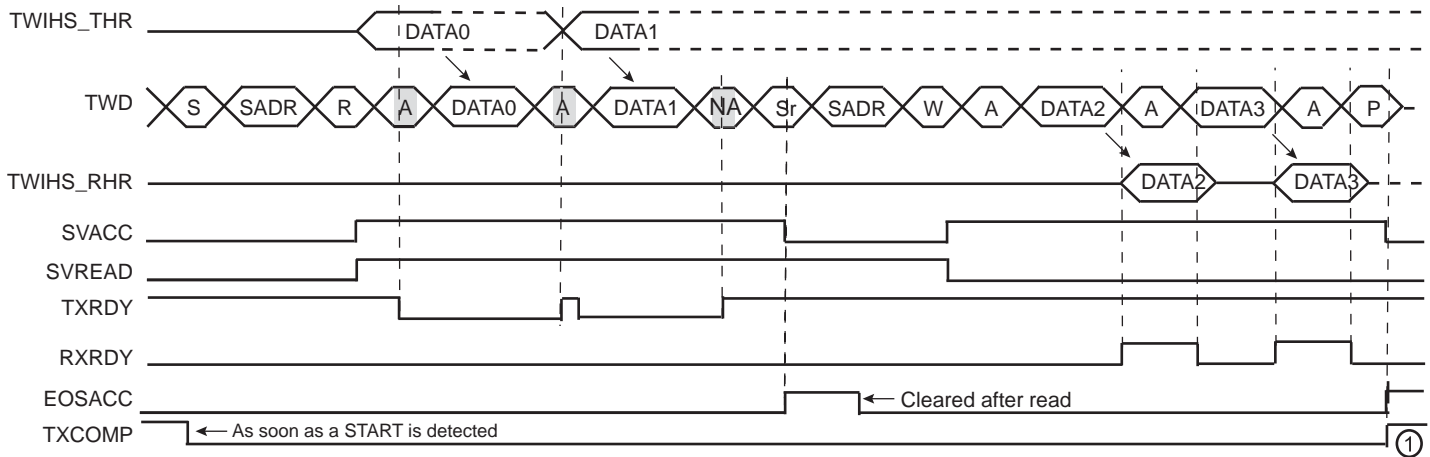 TWIHS_THR DATA0 DATA1
TWD S SADR R A DATA0 A DATA1 NA Sr SADR W A DATA2 A DATA3 A P
TWIHS_RHR DATA2 DATA3
SVACC
SVREAD
TXRDY
RXRDY
EOSACC Cleared after read
TXCOMP As soon as a START is detected 1